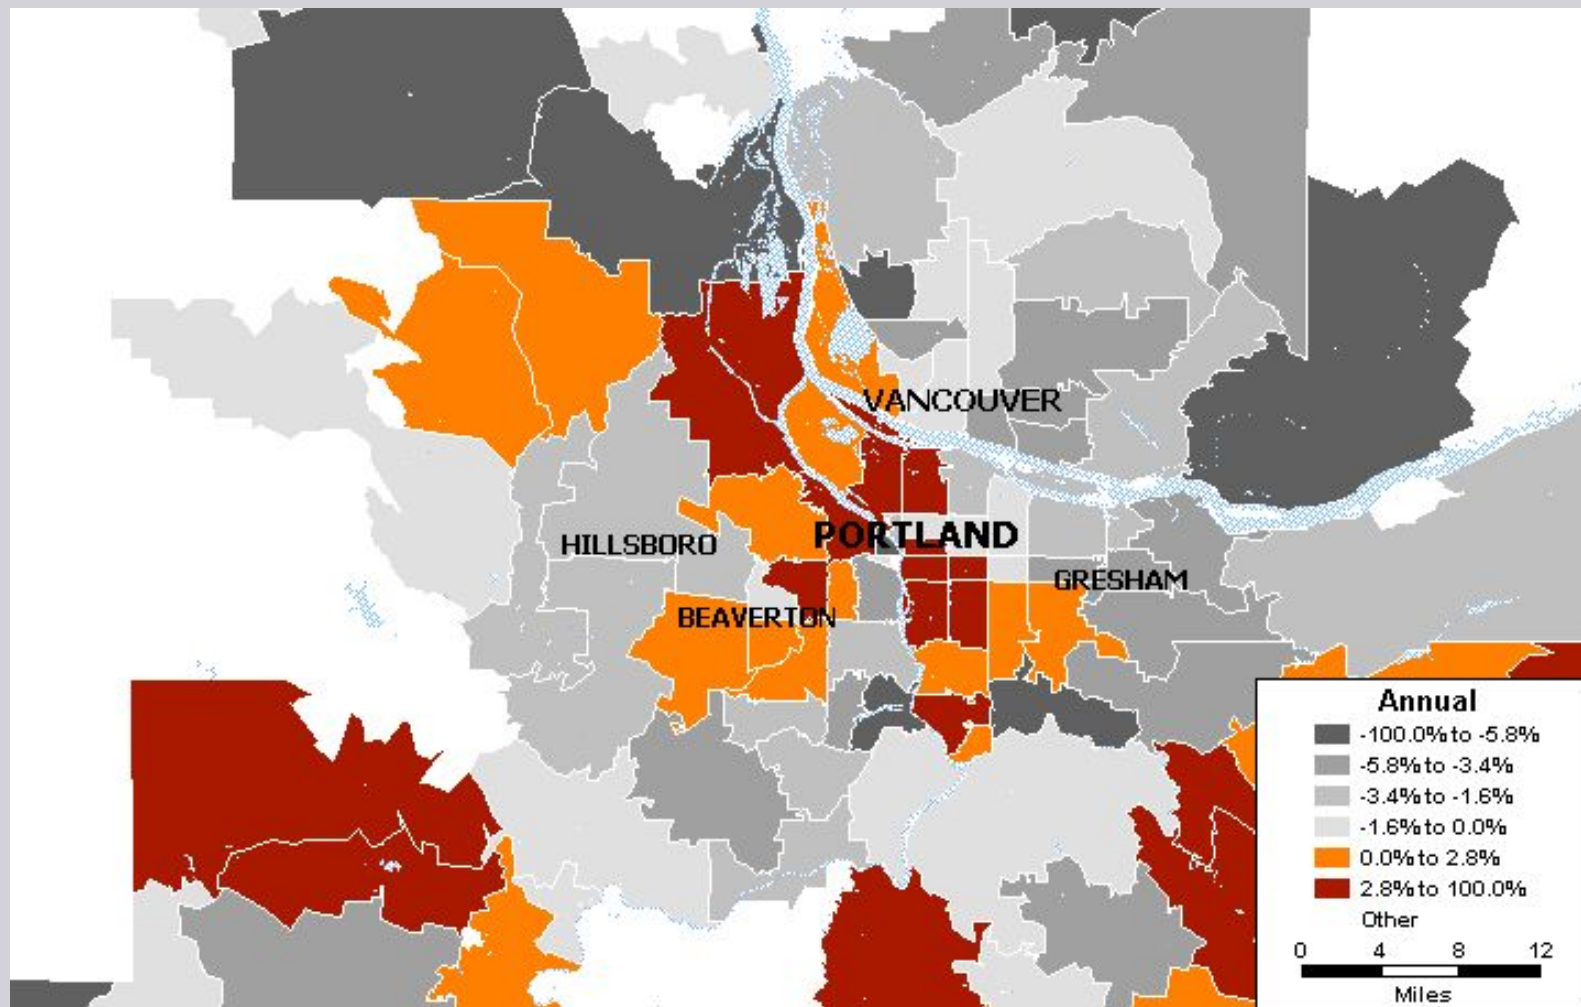 VANCOUVER
PORTLAND
HILLSBORO
GRESHAM
BEAVERTON
Annual
-100.0% to -5.8%
-5.8% to -3.4%
-3.4% to -1.6%
-1.6% to 0.0%
0.0% to 2.8%
2.8% to 100.0%
Other
0 4 8 12
Miles